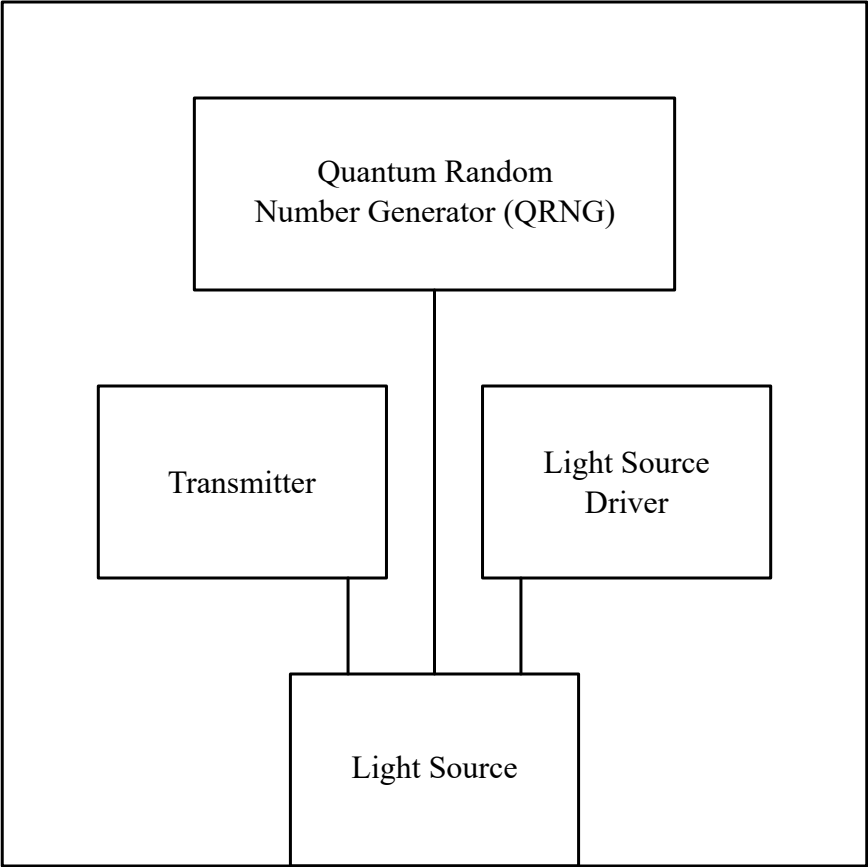 Quantum Random
Number Generator (QRNG)
Transmitter
Light Source
Driver
Light Source